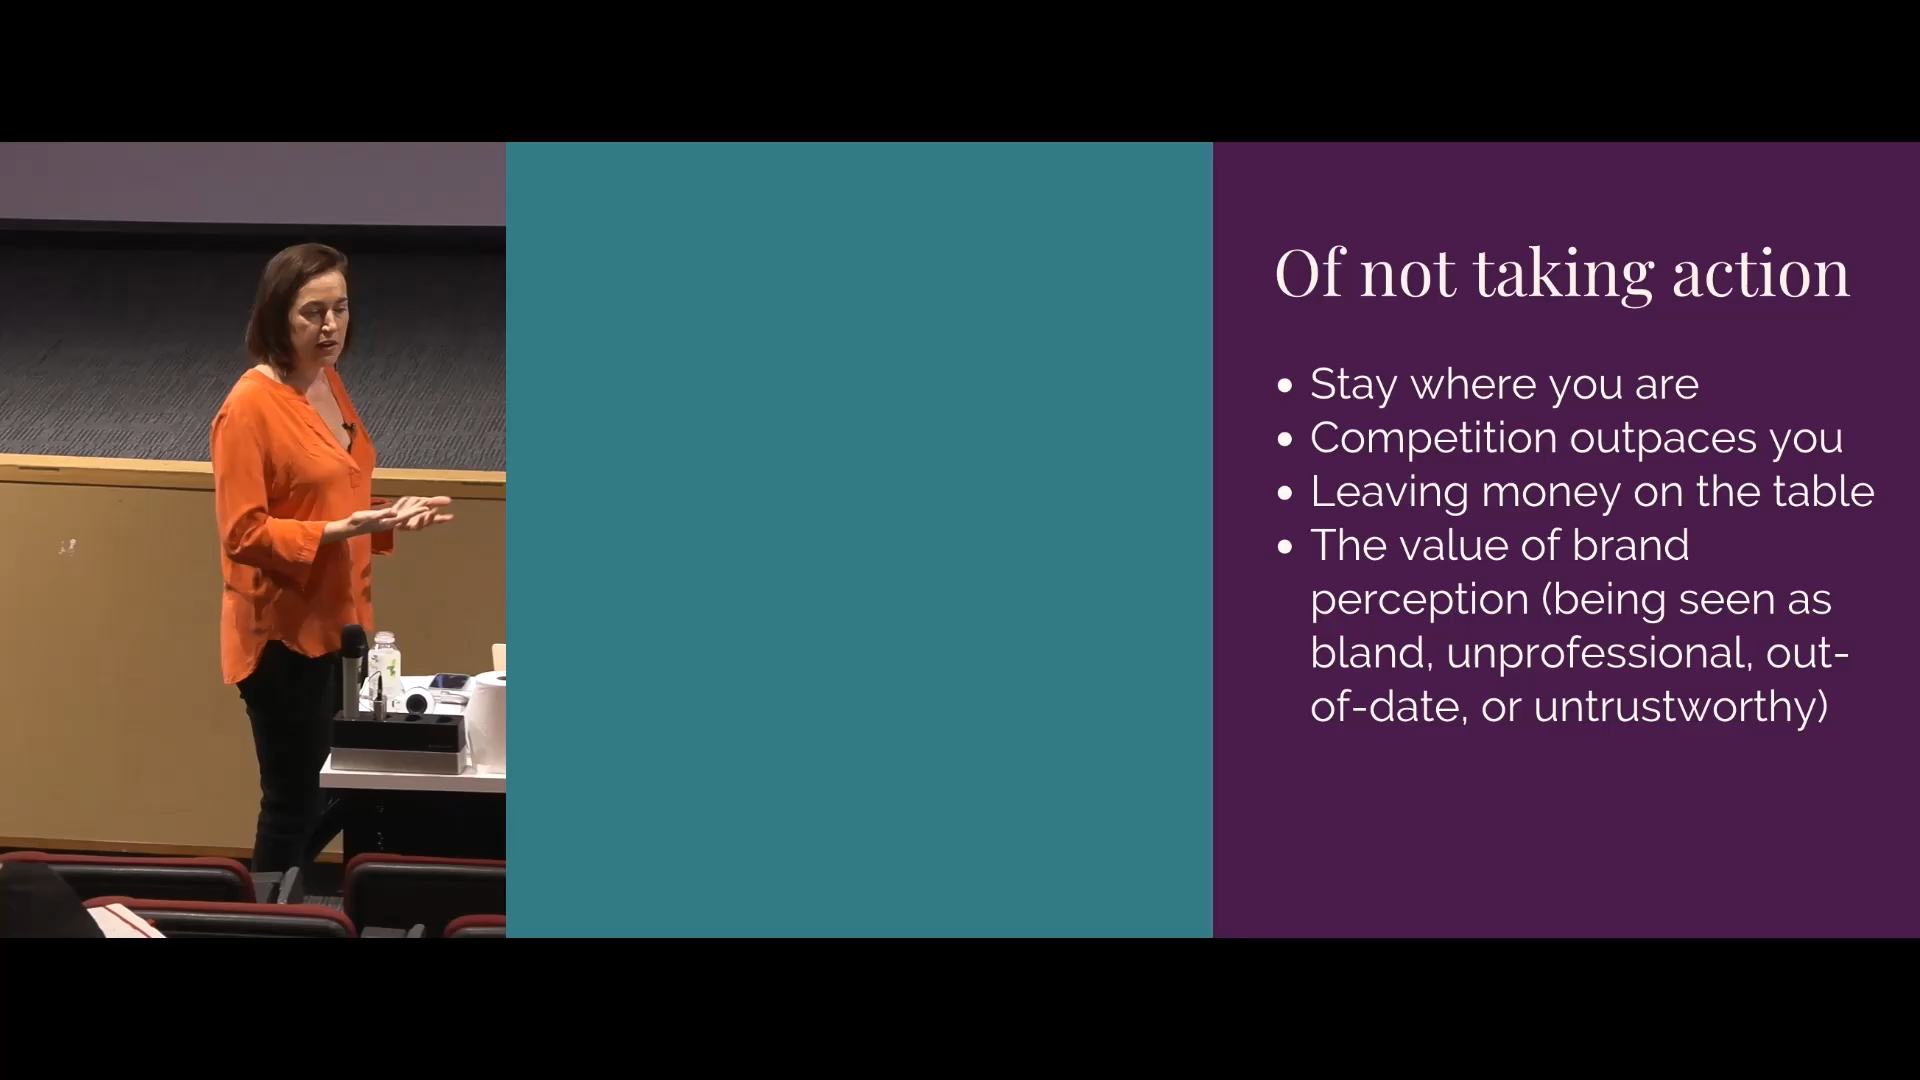 Of not taking action
• Stay where you are
• Competition outpaces you
• Leaving money on the table
• The value of brand
perception (being seen as
bland, unprofessional, out-
of-date, or untrustworthy)